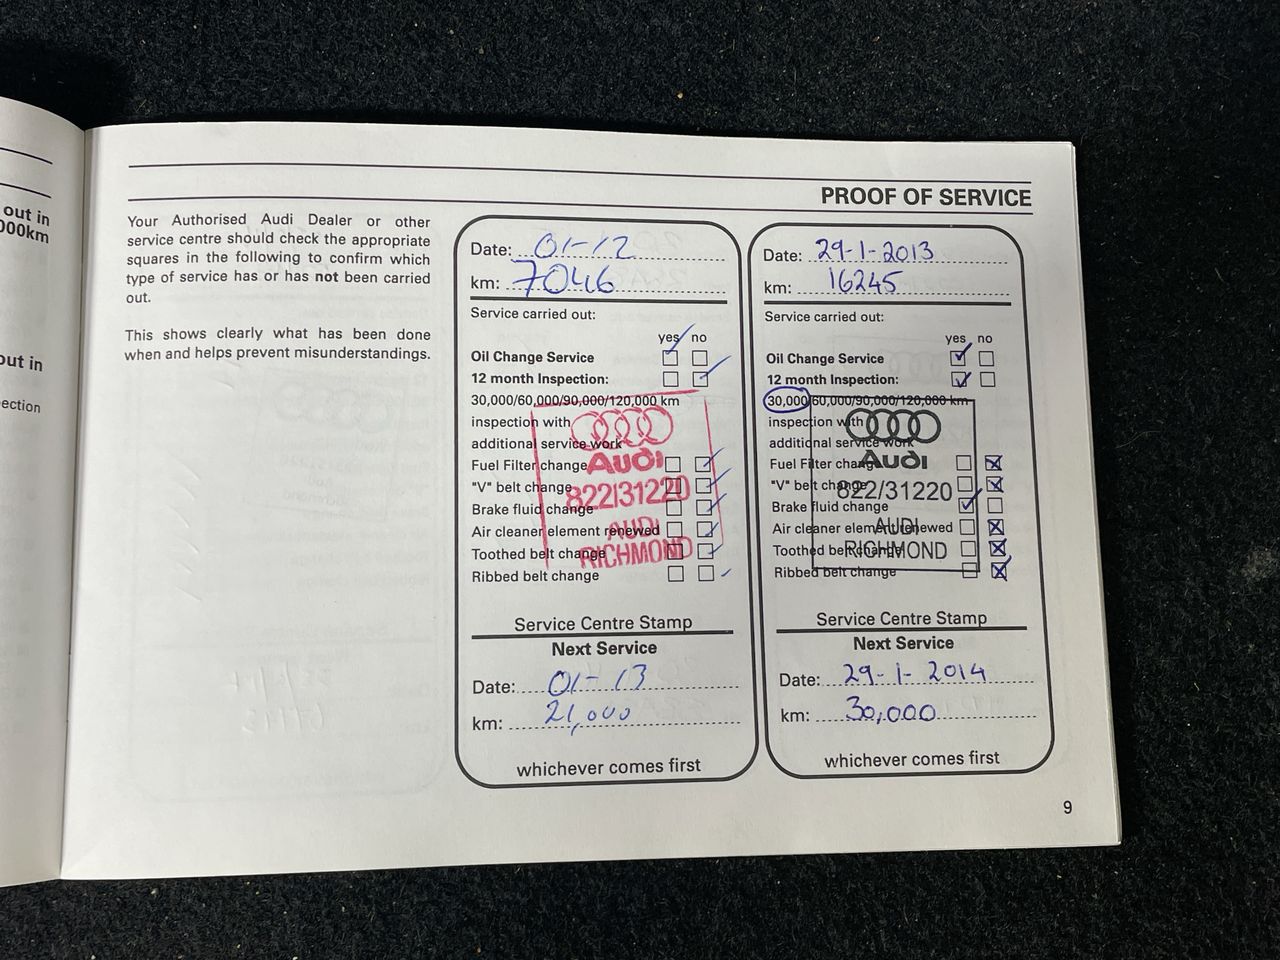 out in
000km
out in
ection
PROOF OF SERVICE
Your Authorised Audi Dealer or other
service centre should check the appropriate
squares in the following to confirm which
type of service has or has not been carried
out.
This shows clearly what has been done
when and helps prevent misunderstandings.
Date: 01-12
km: 7046
Service carried out:
yes no
Oil Change Service
12 month Inspection:
30,000/60,000/90,000/120,000 km
inspection with
additional service work
Fuel Filter change
"V" belt change
Brake fluid change
Air cleaner element renewed
Toothed belt change
Ribbed belt change
Audi
822/31220
AUDI
RICHMOND
Service Centre Stamp
Next Service
Date: 01-13
km: 21,000
whichever comes first
Date: 29-1-2013
km: 16245
Service carried out:
yes no
Oil Change Service
12 month Inspection:
30,000/60,000/90,000/120,000 km
inspection with
additional service work
Fuel Filter change
"V" belt change
Brake fluid change
Air cleaner element renewed
Toothed belt change
Ribbed belt change
Audi
822/31220
AUDI
RICHMOND
Service Centre Stamp
Next Service
Date: 29-1-2014
km: 30,000
whichever comes first
9